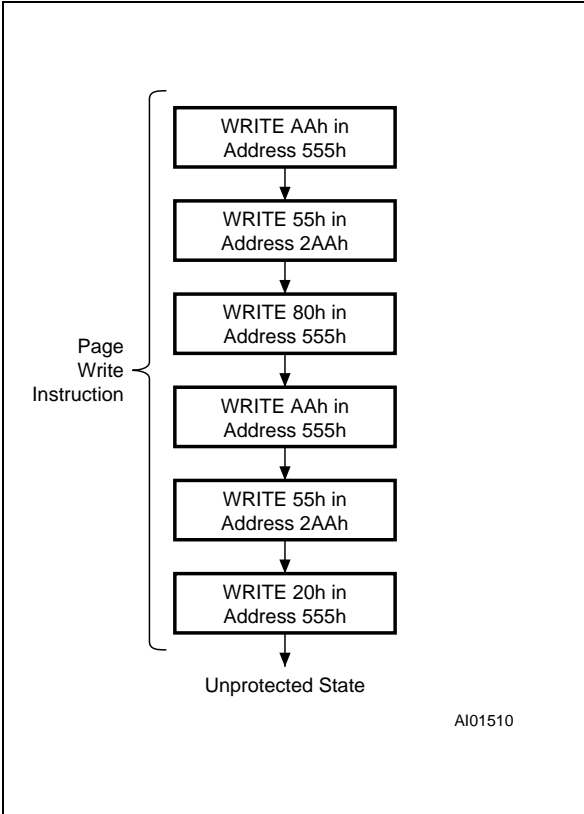 WRITE AAh in
Address 555h
WRITE 55h in
Address 2AAh
WRITE 80h in
Address 555h
Page
Write
Instruction
WRITE AAh in
Address 555h
WRITE 55h in
Address 2AAh
WRITE 20h in
Address 555h
Unprotected State
AI01510